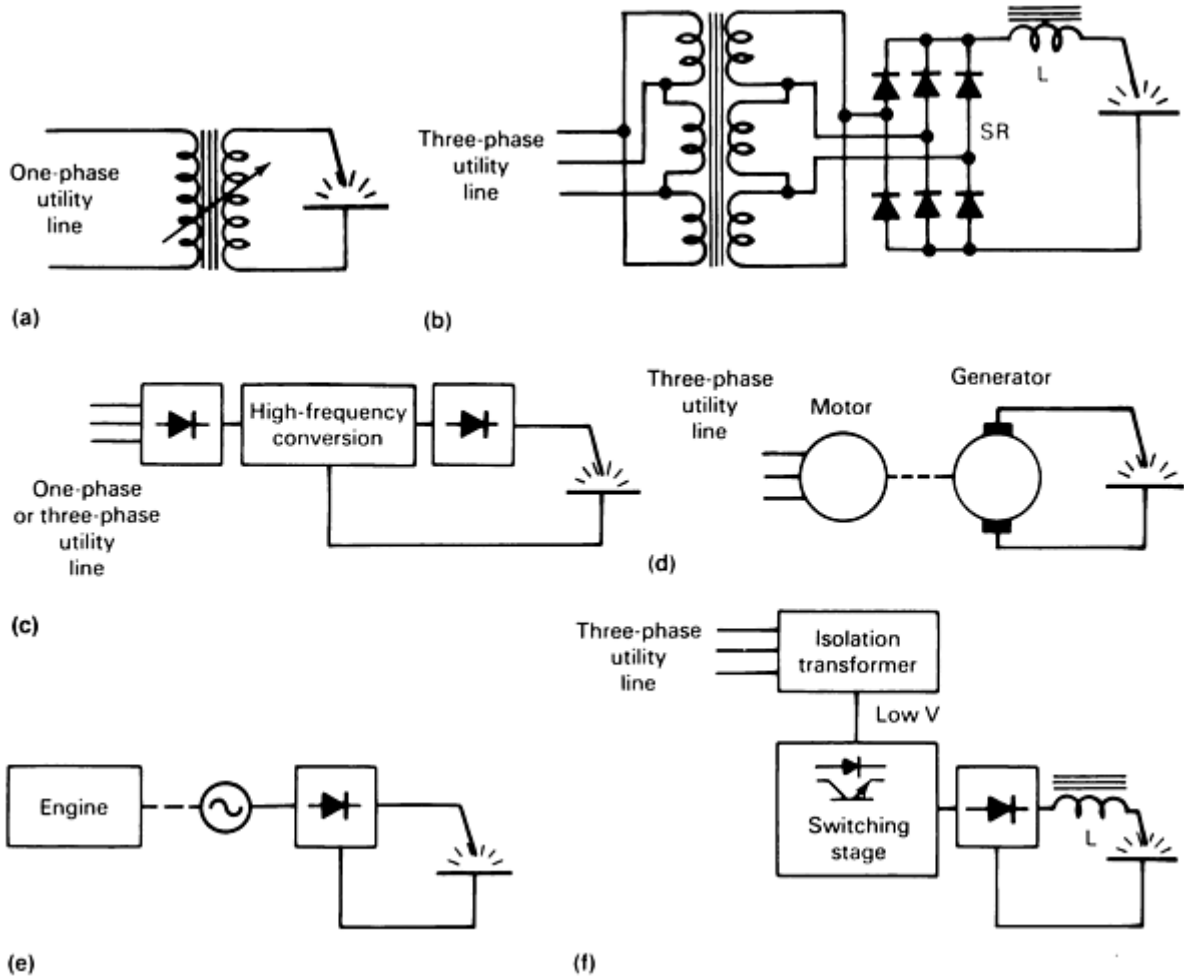 One-phase
utility
line
(a)
Three-phase
utility
line
L
SR
(b)
High-frequency
conversion
One-phase
or three-phase
utility
line
(c)
Three-phase
utility
line
Motor
Generator
(d)
Engine
(e)
Three-phase
utility
line
Isolation
transformer
Low V
Switching
stage
L
(f)